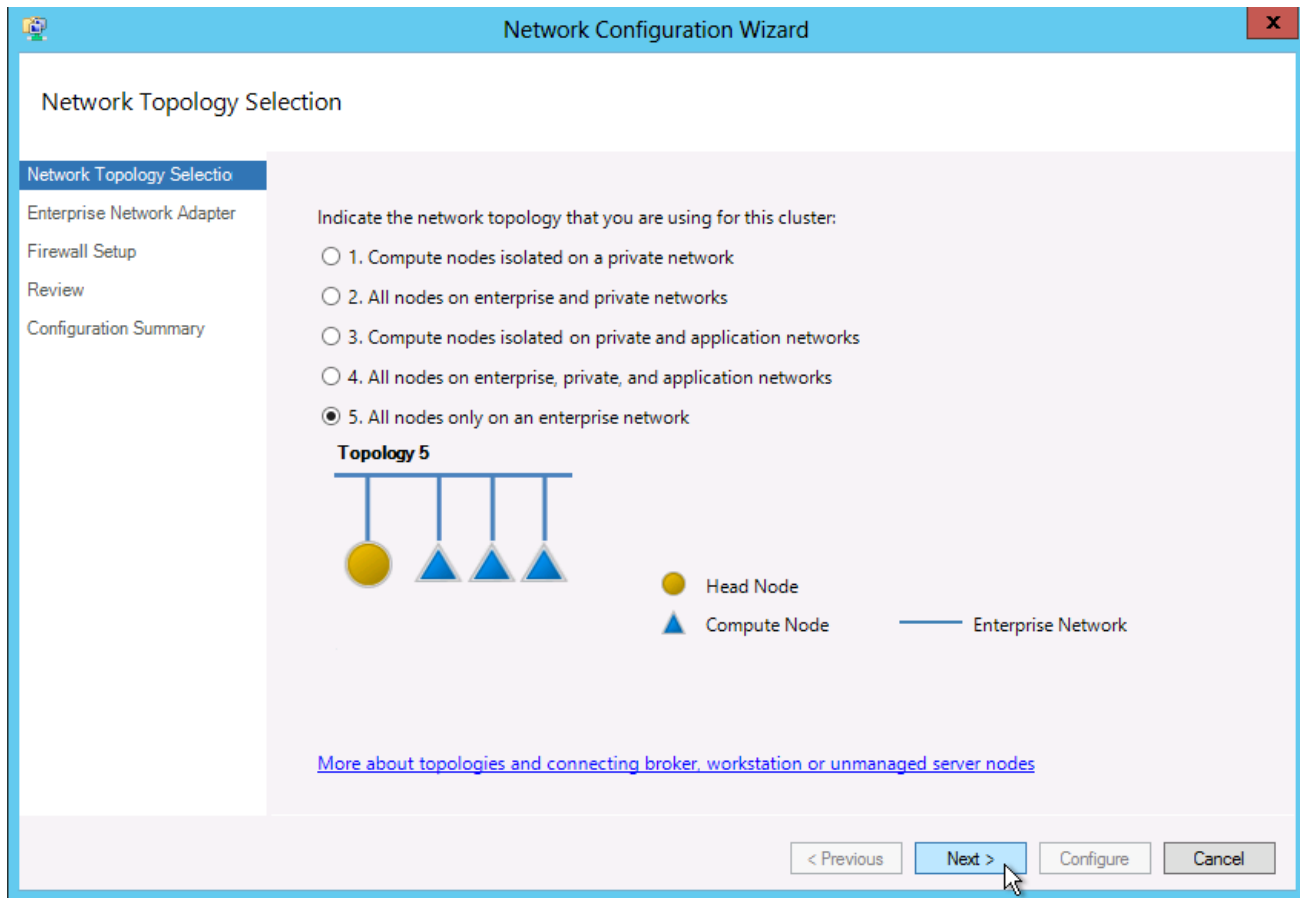 Network Configuration Wizard
x
Network Topology Selection
Network Topology Selectio
Enterprise Network Adapter
Firewall Setup
Review
Configuration Summary
Indicate the network topology that you are using for this cluster:
1. Compute nodes isolated on a private network
2. All nodes on enterprise and private networks
3. Compute nodes isolated on private and application networks
4. All nodes on enterprise, private, and application networks
5. All nodes only on an enterprise network
Topology 5
Head Node
Compute Node
Enterprise Network
More about topologies and connecting broker, workstation or unmanaged server nodes
< Previous
Next >
Configure
Cancel